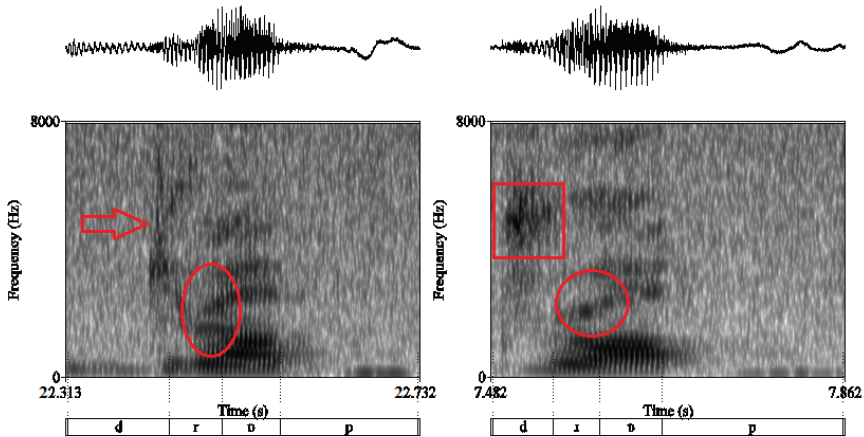 8000
Frequency (Hz)
0
22.313 22.732
Time (s)
d r ɒ p
8000
Frequency (Hz)
0
7.482 7.862
Time (s)
d ɹ ɒ p